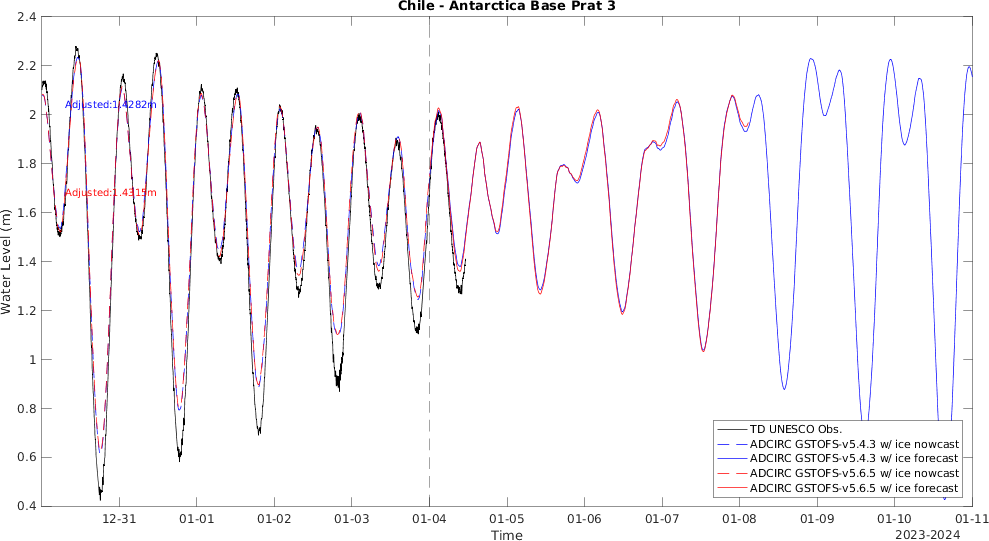 Chile - Antarctica Base Prat 3
Water Level (m)
2.4
2.2
2
1.8
1.6
1.4
1.2
1
0.8
0.6
0.4
Adjusted:1.4282m
Adjusted:1.4315m
TD UNESCO Obs.
ADCIRC GSTOFS-v5.4.3 w/ ice nowcast
ADCIRC GSTOFS-v5.4.3 w/ ice forecast
ADCIRC GSTOFS-v5.6.5 w/ ice nowcast
ADCIRC GSTOFS-v5.6.5 w/ ice forecast
12-31 01-01 01-02 01-03 01-04 01-05 01-06 01-07 01-08 01-09 01-10 01-11
Time
2023-2024